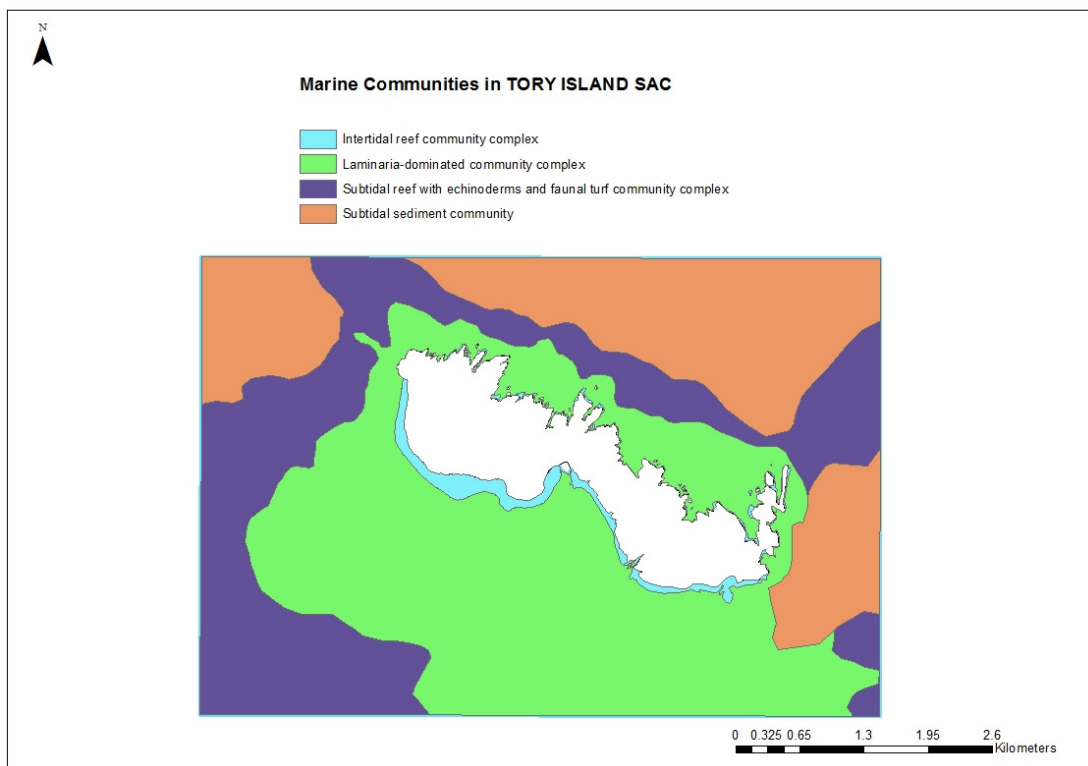 N
Marine Communities in TORY ISLAND SAC
Intertidal reef community complex
Laminaria-dominated community complex
Subtidal reef with echinoderms and faunal turf community complex
Subtidal sediment community
0 0.325 0.65 1.3 1.95 2.6
Kilometers